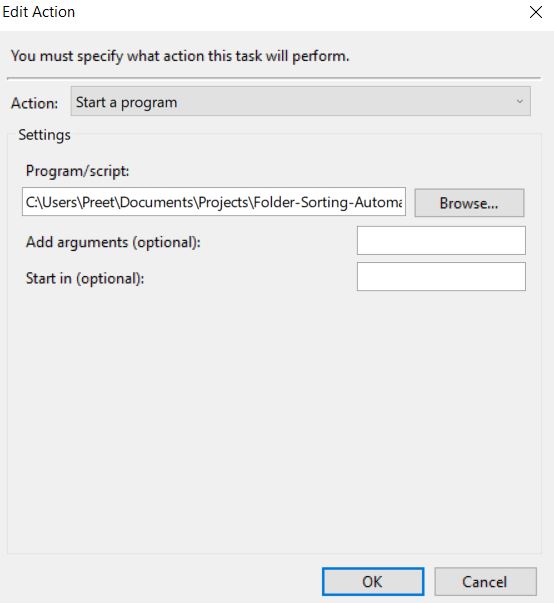 Edit Action
You must specify what action this task will perform.
Action: Start a program
Settings
Program/script:
C:\Users\Preet\Documents\Projects\Folder-Sorting-Automa Browse...
Add arguments (optional):
Start in (optional):
OK Cancel